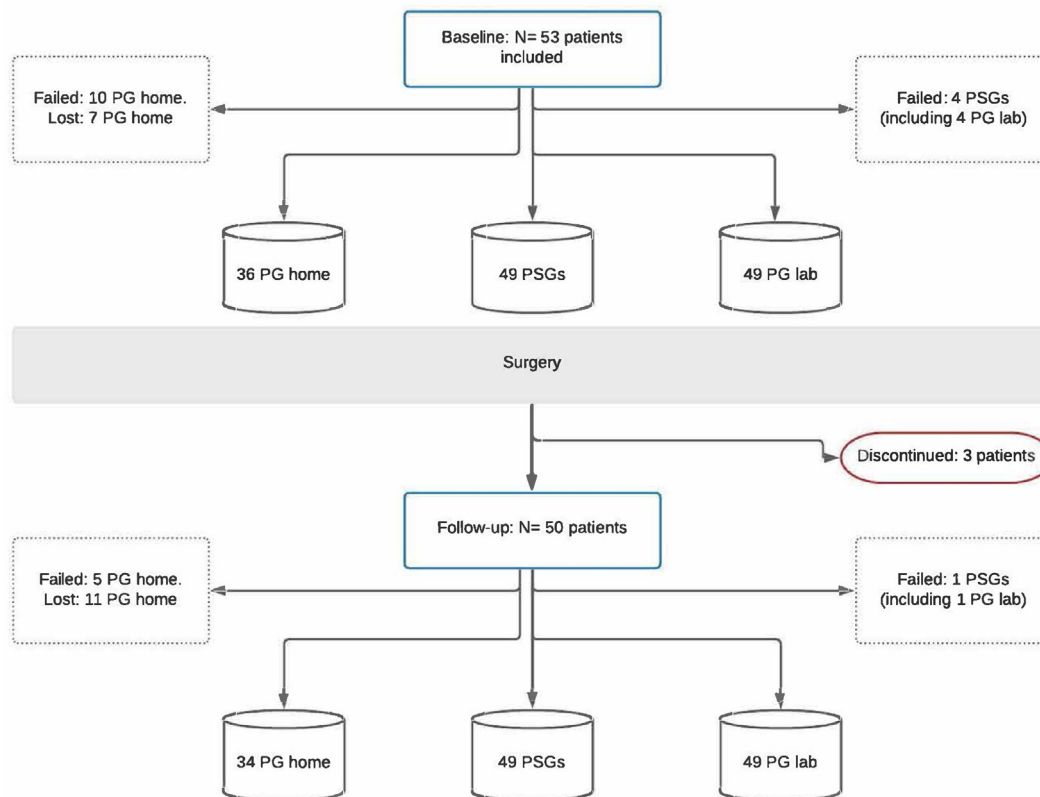 Baseline: N= 53 patients
included
Failed: 10 PG home.
Lost: 7 PG home
Failed: 4 PSGs
(including 4 PG lab)
36 PG home
49 PSGs
49 PG lab
Surgery
Discontinued: 3 patients
Follow-up: N= 50 patients
Failed: 5 PG home.
Lost: 11 PG home
Failed: 1 PSGs
(including 1 PG lab)
34 PG home
49 PSGs
49 PG lab